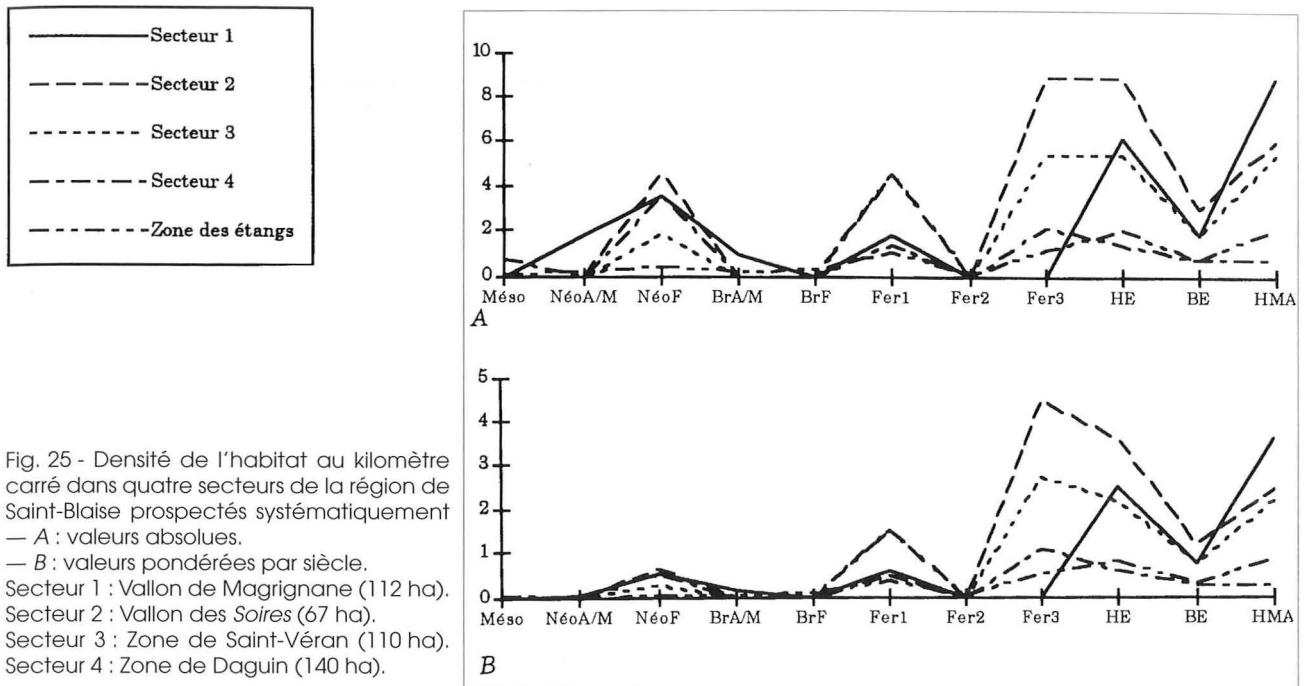 Secteur 1
Secteur 2
Secteur 3
Secteur 4
Zone des étangs
10
8
6
4
2
0
Méso NéoA/M NéoF BrA/M BrF Fer1 Fer2 Fer3 HE BE HMA
A
5
4
3
2
1
0
Méso NéoA/M NéoF BrA/M BrF Fer1 Fer2 Fer3 HE BE HMA
B
Fig. 25 - Densité de l'habitat au kilomètre
carré dans quatre secteurs de la région de
Saint-Blaise prospectés systématiquement
— A : valeurs absolues.
— B : valeurs pondérées par siècle.
Secteur 1 : Vallon de Magrignane (112 ha).
Secteur 2 : Vallon des Soires (67 ha).
Secteur 3 : Zone de Saint-Véran (110 ha).
Secteur 4 : Zone de Daguin (140 ha).